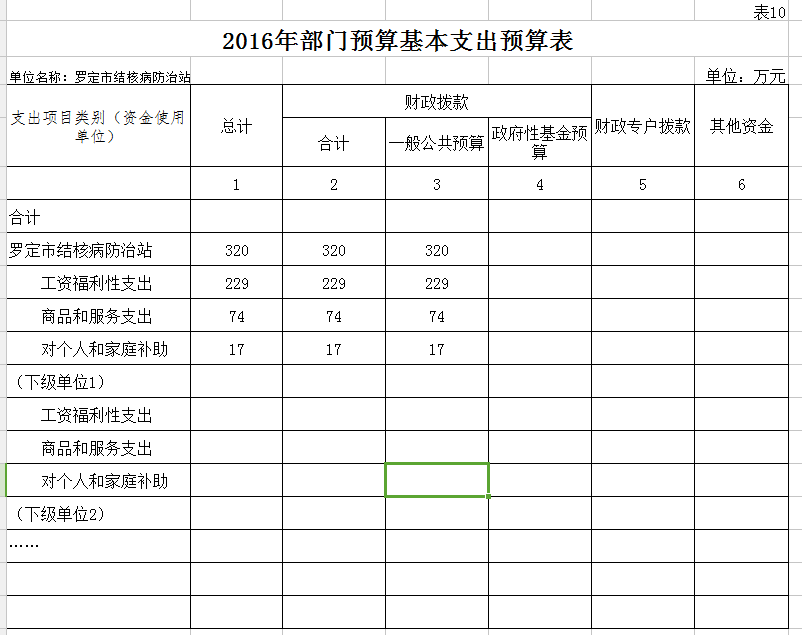 表10
2016年部门预算基本支出预算表
单位名称：罗定市结核病防治站 单位：万元
支出项目类别（资金使用单位） 总计 财政拨款 财政专户拨款 其他资金
合计 一般公共预算 政府性基金预算
1 2 3 4 5 6
合计
罗定市结核病防治站 320 320 320
工资福利性支出 229 229 229
商品和服务支出 74 74 74
对个人和家庭补助 17 17 17
（下级单位1）
工资福利性支出
商品和服务支出
对个人和家庭补助
（下级单位2）
……